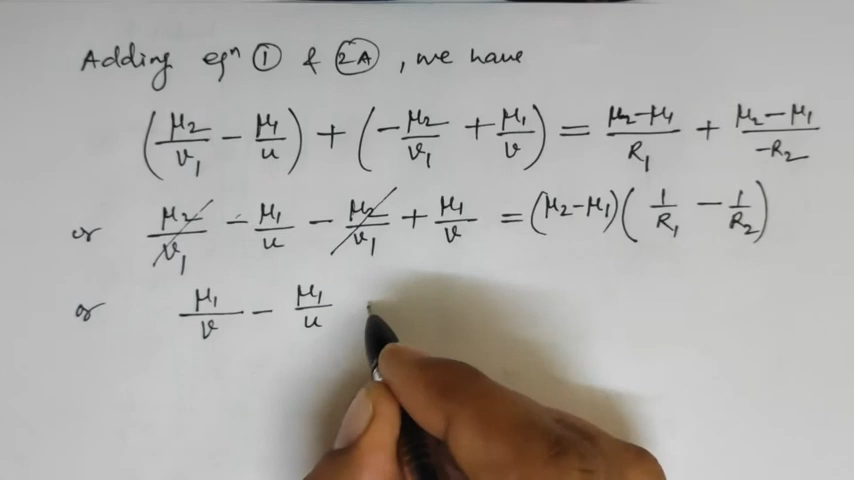 Adding eqⁿ ① & ②A, we have
(μ₂/v₁ − μ₁/u) + (−μ₂/v₁ + μ₁/v) = μ₂−μ₁/R₁ + μ₂−μ₁/−R₂
or μ₂/v₁ − μ₁/u − μ₂/v₁ + μ₁/v = (μ₂−μ₁)(1/R₁ − 1/R₂)
or μ₁/v − μ₁/u